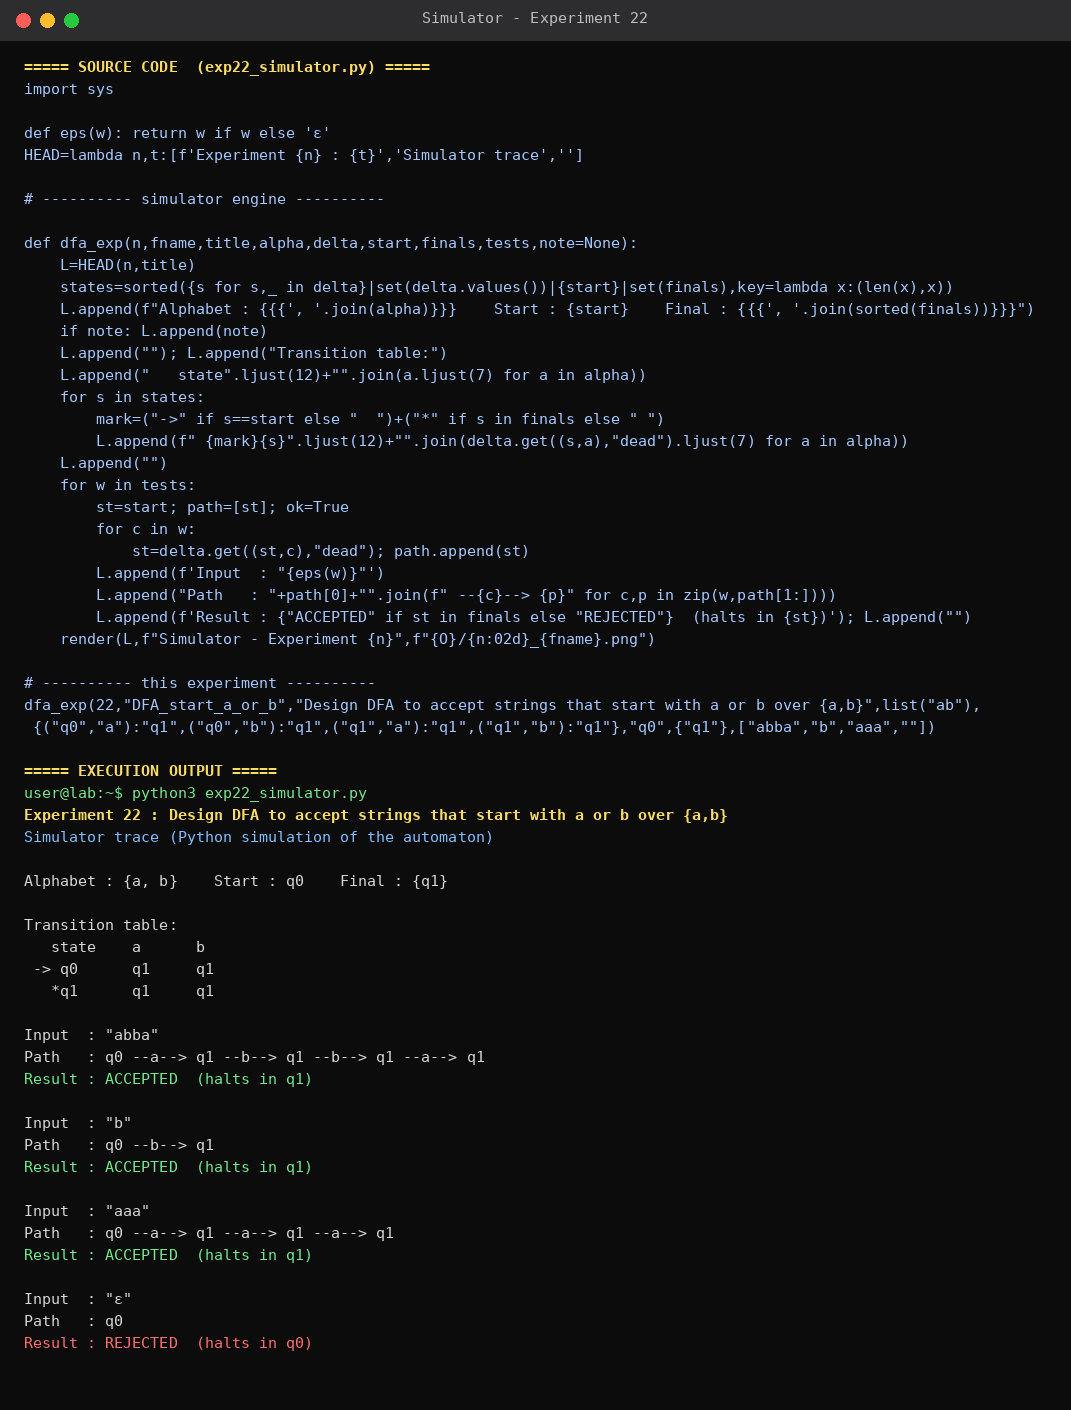 Simulator - Experiment 22
===== SOURCE CODE  (exp22_simulator.py) =====
import sys

def eps(w): return w if w else 'ε'
HEAD=lambda n,t:[f'Experiment {n} : {t}','Simulator trace','']

# ---------- simulator engine ----------

def dfa_exp(n,fname,title,alpha,delta,start,finals,tests,note=None):
    L=HEAD(n,title)
    states=sorted({s for s,_ in delta}|set(delta.values())|{start}|set(finals),key=lambda x:(len(x),x))
    L.append(f"Alphabet : {{{', '.join(alpha)}}}    Start : {start}    Final : {{{', '.join(sorted(finals))}}}")
    if note: L.append(note)
    L.append(""); L.append("Transition table:")
    L.append("   state".ljust(12)+"".join(a.ljust(7) for a in alpha))
    for s in states:
        mark=("->" if s==start else "  ")+("*" if s in finals else " ")
        L.append(f" {mark}{s}".ljust(12)+"".join(delta.get((s,a),"dead").ljust(7) for a in alpha))
    L.append("")
    for w in tests:
        st=start; path=[st]; ok=True
        for c in w:
            st=delta.get((st,c),"dead"); path.append(st)
        L.append(f'Input  : "{eps(w)}"')
        L.append("Path   : "+path[0]+"".join(f" --{c}--> {p}" for c,p in zip(w,path[1:])))
        L.append(f'Result : {"ACCEPTED" if st in finals else "REJECTED"}  (halts in {st})'); L.append("")
    render(L,f"Simulator - Experiment {n}",f"{O}/{n:02d}_{fname}.png")

# ---------- this experiment ----------
dfa_exp(22,"DFA_start_a_or_b","Design DFA to accept strings that start with a or b over {a,b}",list("ab"),
 {("q0","a"):"q1",("q0","b"):"q1",("q1","a"):"q1",("q1","b"):"q1"},"q0",{"q1"},["abba","b","aaa",""])

===== EXECUTION OUTPUT =====
user@lab:~$ python3 exp22_simulator.py
Experiment 22 : Design DFA to accept strings that start with a or b over {a,b}
Simulator trace (Python simulation of the automaton)

Alphabet : {a, b}    Start : q0    Final : {q1}

Transition table:
   state    a      b
 -> q0      q1     q1
   *q1      q1     q1

Input  : "abba"
Path   : q0 --a--> q1 --b--> q1 --b--> q1 --a--> q1
Result : ACCEPTED  (halts in q1)

Input  : "b"
Path   : q0 --b--> q1
Result : ACCEPTED  (halts in q1)

Input  : "aaa"
Path   : q0 --a--> q1 --a--> q1 --a--> q1
Result : ACCEPTED  (halts in q1)

Input  : "ε"
Path   : q0
Result : REJECTED  (halts in q0)